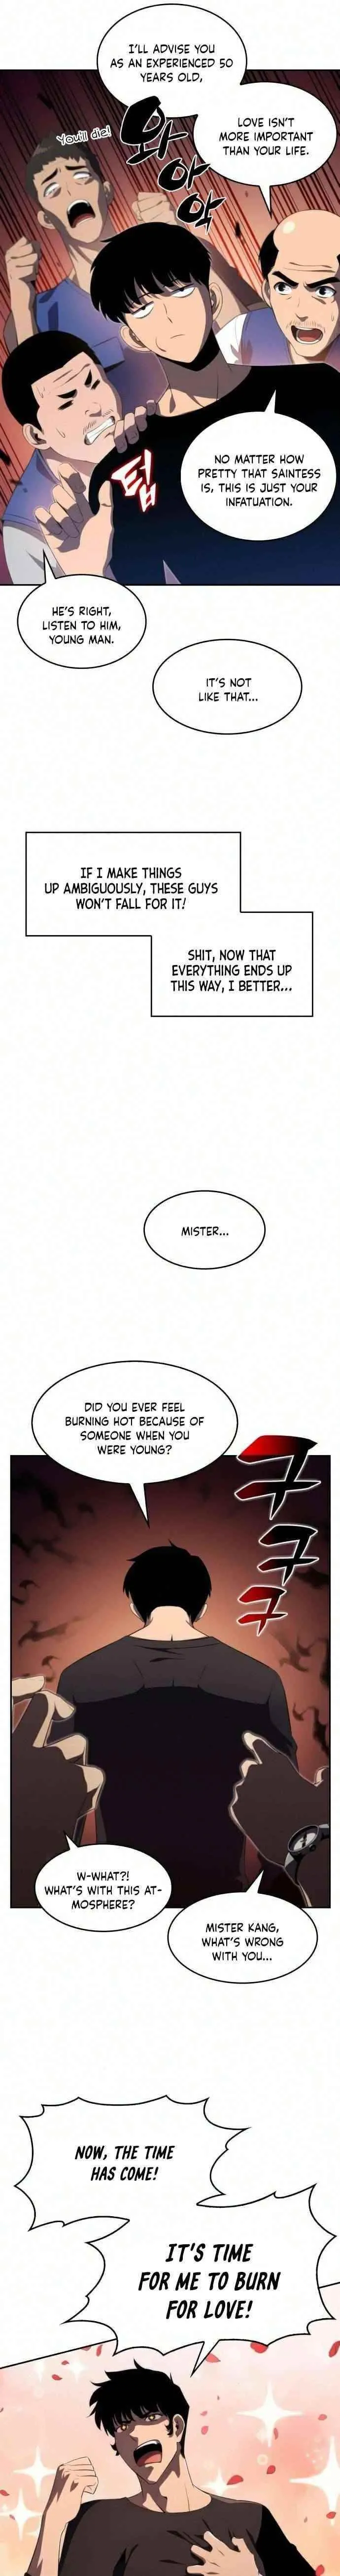 I'LL ADVISE YOU
AS AN EXPERIENCED 50
YEARS OLD,
You'll die!
와
아
악
LOVE ISN'T
MORE IMPORTANT
THAN YOUR LIFE.
텁
NO MATTER HOW
PRETTY THAT SAINTESS
IS, THIS IS JUST YOUR
INFATUATION.
HE'S RIGHT,
LISTEN TO HIM,
YOUNG MAN.
IT'S NOT
LIKE THAT...
IF I MAKE THINGS
UP AMBIGUOUSLY, THESE GUYS
WON'T FALL FOR IT!
SHIT, NOW THAT
EVERYTHING ENDS UP
THIS WAY, I BETTER...
MISTER...
DID YOU EVER FEEL
BURNING HOT BECAUSE OF
SOMEONE WHEN YOU
WERE YOUNG?
구
구
구
W-WHAT?!
WHAT'S WITH THIS AT-
MOSPHERE?
MISTER KANG,
WHAT'S WRONG
WITH YOU...
NOW, THE TIME
HAS COME!
IT'S TIME
FOR ME TO BURN
FOR LOVE!